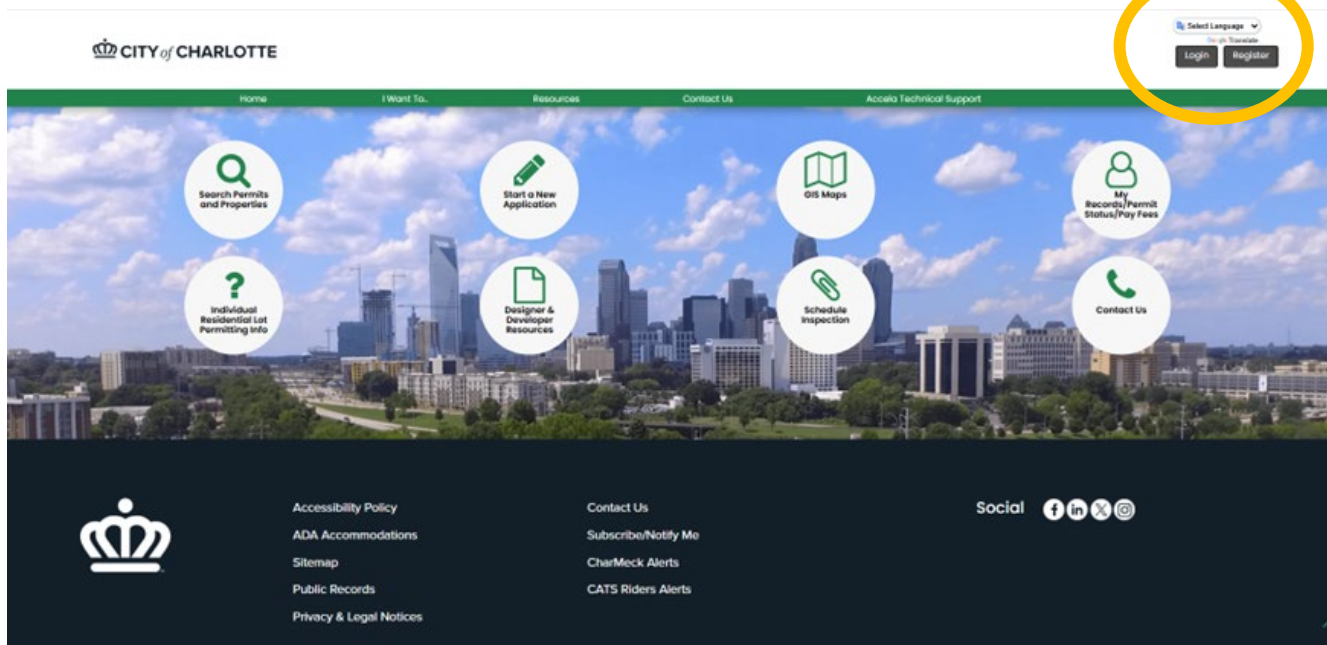 Select Language
Google Translate
CITY of CHARLOTTE
Login Register
Home I Want To.. Resources Contact Us Accela Technical Support
Search Permits
and Properties
Start a New
Application
GIS Maps
My
Records/Permit
Status/Pay Fees
?
Individual
Residential Lot
Permitting Info
Designer &
Developer
Resources
Schedule
Inspection
Contact Us
Accessibility Policy
ADA Accommodations
Sitemap
Public Records
Privacy & Legal Notices
Contact Us
Subscribe/Notify Me
CharMeck Alerts
CATS Riders Alerts
Social